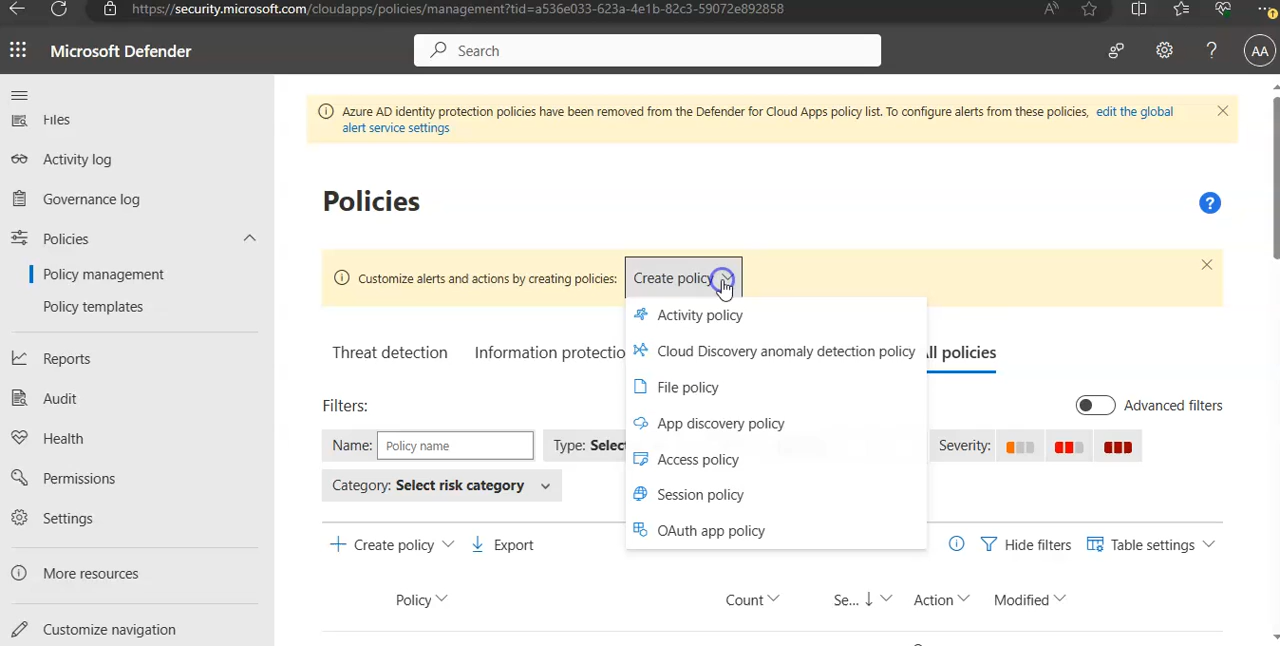 https://security.microsoft.com/cloudapps/policies/management?tid=a536e033-623a-4e1b-82c3-59072e892858
Microsoft Defender
Search
AA
Files
Activity log
Governance log
Policies
Policy management
Policy templates
Reports
Audit
Health
Permissions
Settings
More resources
Customize navigation
Azure AD identity protection policies have been removed from the Defender for Cloud Apps policy list. To configure alerts from these policies, edit the global
alert service settings
Policies
Customize alerts and actions by creating policies: Create policy
Activity policy
Cloud Discovery anomaly detection policy
File policy
App discovery policy
Access policy
Session policy
OAuth app policy
Threat detection Information protectio ll policies
Filters: Advanced filters
Name: Policy name Type: Selec Severity:
Category: Select risk category
Create policy Export Hide filters Table settings
Policy Count Se... Action Modified